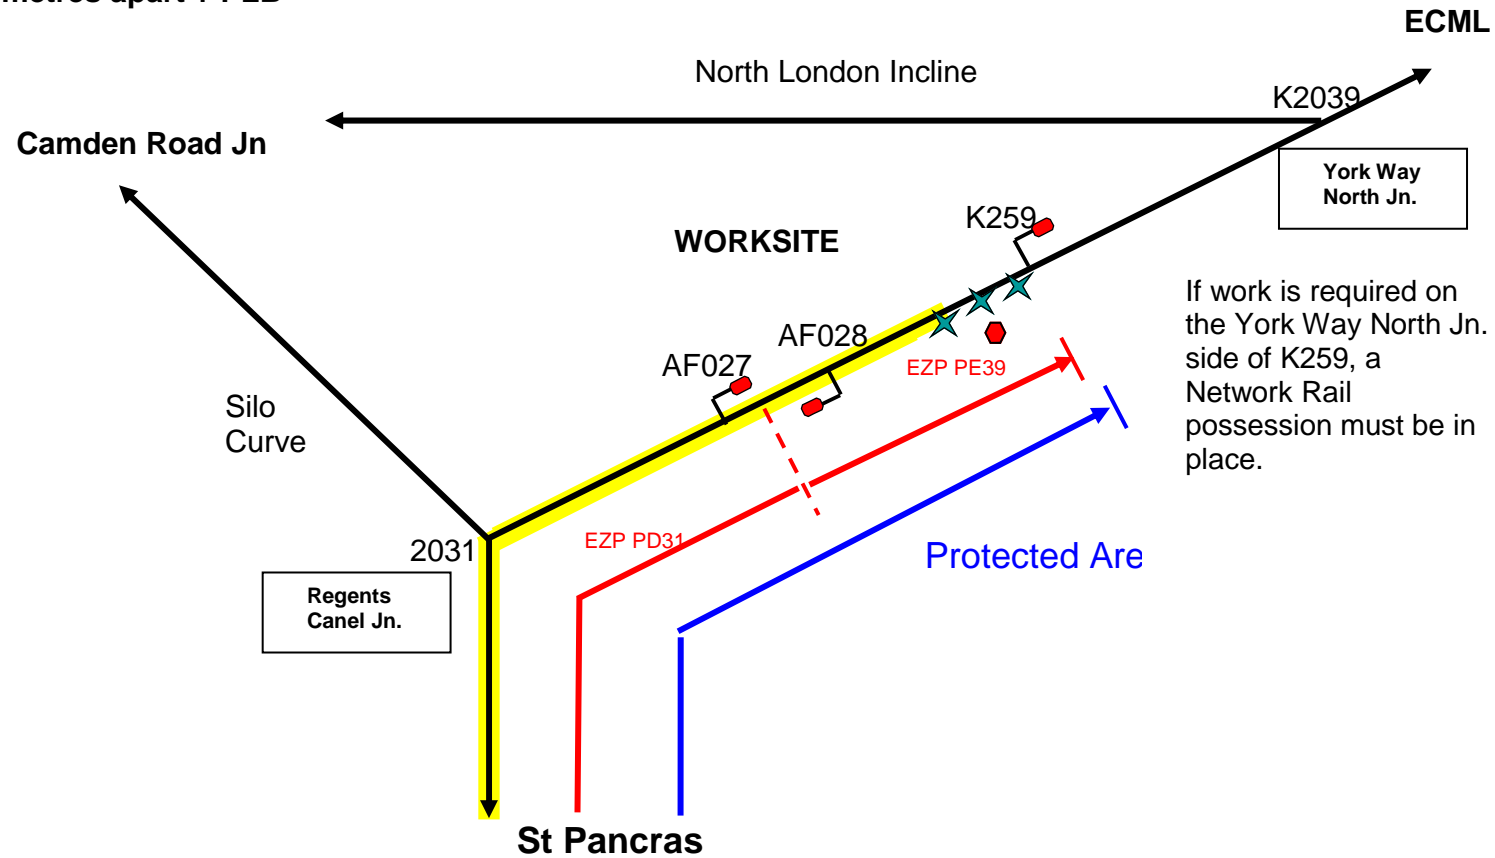 metres apart
ECML
North London Incline
K2039
Camden Road Jn
York Way
North Jn.
K259
WORKSITE
If work is required on
the York Way North Jn.
side of K259, a
Network Rail
possession must be in
place.
AF028
AF027
EZP PE39
Silo
Curve
2031
EZP PD31
Protected Are
Regents
Canel Jn.
St Pancras